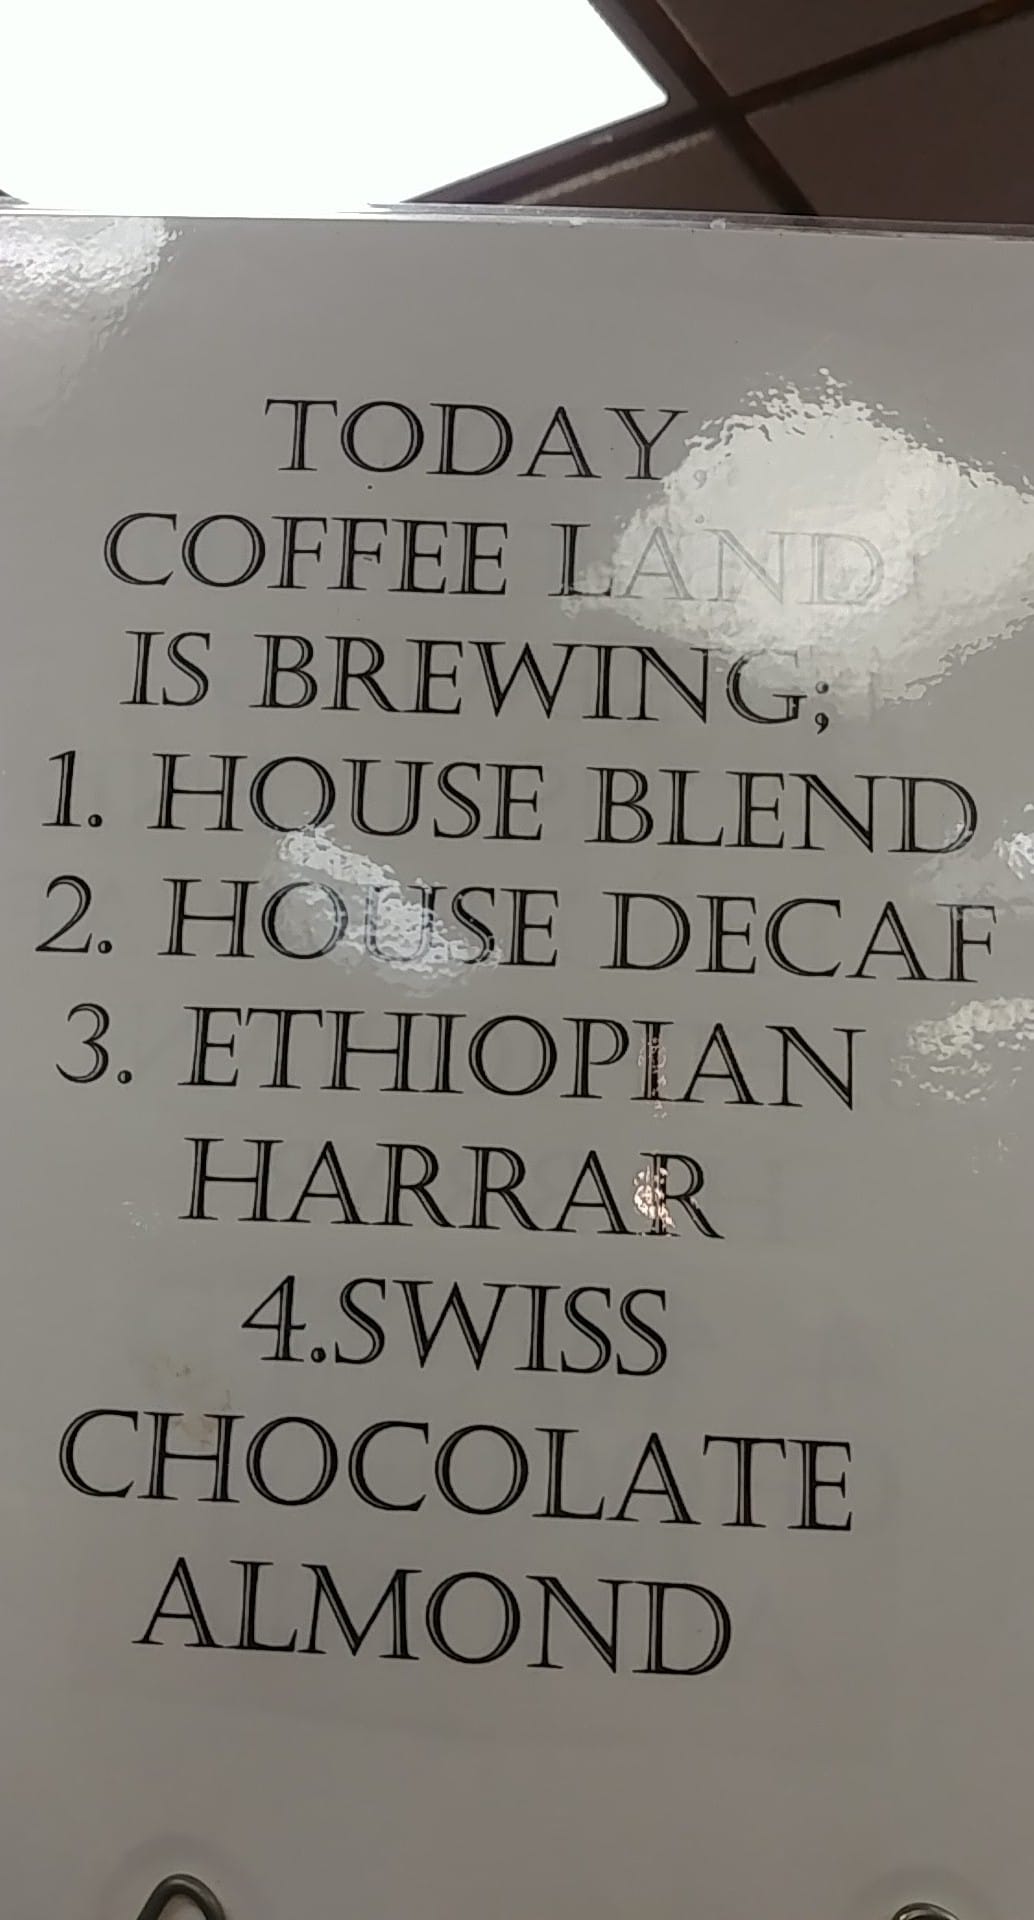 TODAY,
COFFEE LAND
IS BREWING;
1. HOUSE BLEND
2. HOUSE DECAF
3. ETHIOPIAN
HARRAR
4.SWISS
CHOCOLATE
ALMOND